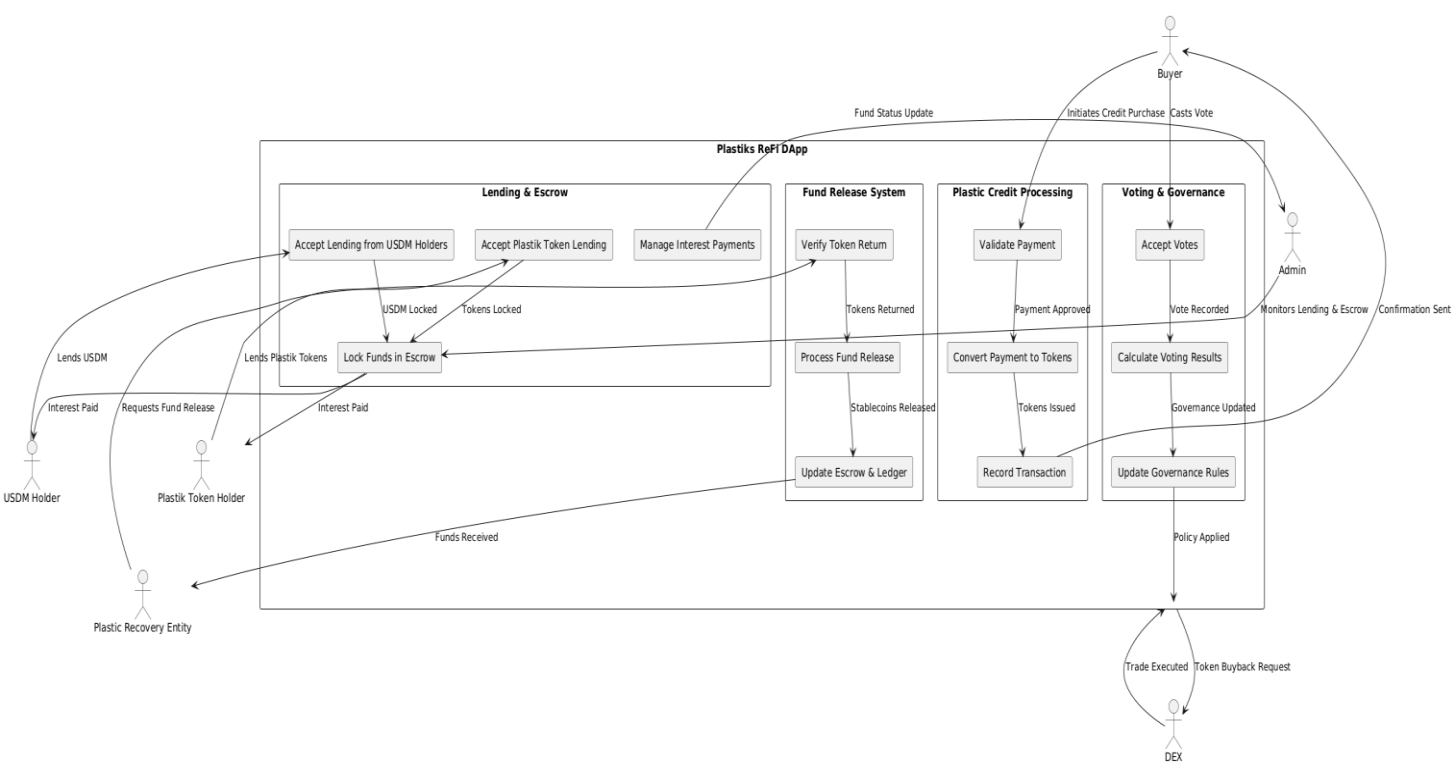 Buyer
Fund Status Update
Initiates Credit Purchase
Casts Vote
Plastiks ReFi DApp
Lending & Escrow
Fund Release System
Plastic Credit Processing
Voting & Governance
Accept Lending from USDM Holders
Accept Plastik Token Lending
Manage Interest Payments
Verify Token Return
Validate Payment
Accept Votes
Admin
USDM Locked
Tokens Locked
Tokens Returned
Payment Approved
Vote Recorded
Monitors Lending & Escrow
Confirmation Sent
Lends USDM
Lends Plastik Tokens
Lock Funds in Escrow
Process Fund Release
Convert Payment to Tokens
Calculate Voting Results
Interest Paid
Requests Fund Release
Interest Paid
Stablecoins Released
Tokens Issued
Governance Updated
Update Escrow & Ledger
Record Transaction
Update Governance Rules
USDM Holder
Plastik Token Holder
Funds Received
Policy Applied
Plastic Recovery Entity
Trade Executed
Token Buyback Request
DEX